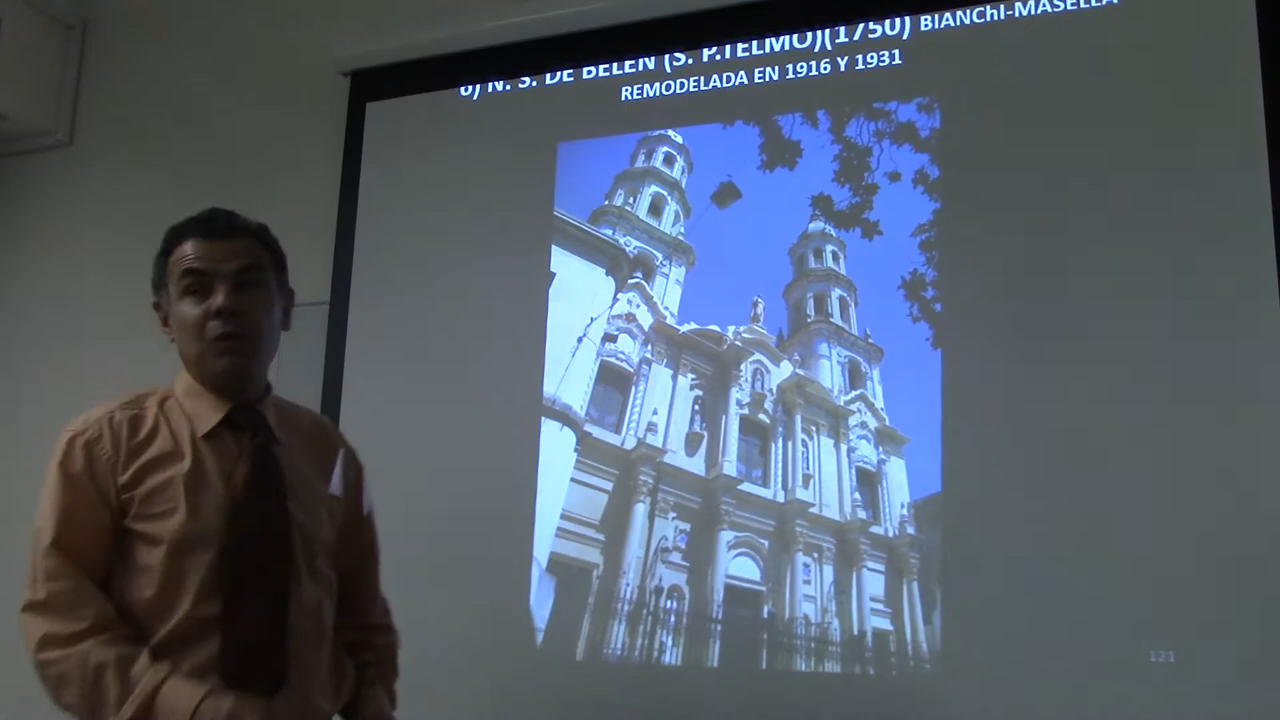 6) N. S. DE BELEN (S. P.TELMO)(1750) BIANChI-MASELLA
REMODELADA EN 1916 Y 1931
121